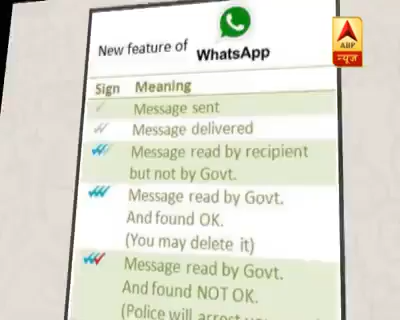 ABP
न्यूज़
New feature of
WhatsApp
Sign Meaning
Message sent
Message delivered
Message read by recipient
but not by Govt.
Message read by Govt.
And found OK.
(You may delete it)
Message read by Govt.
And found NOT OK.
(Police will arrest